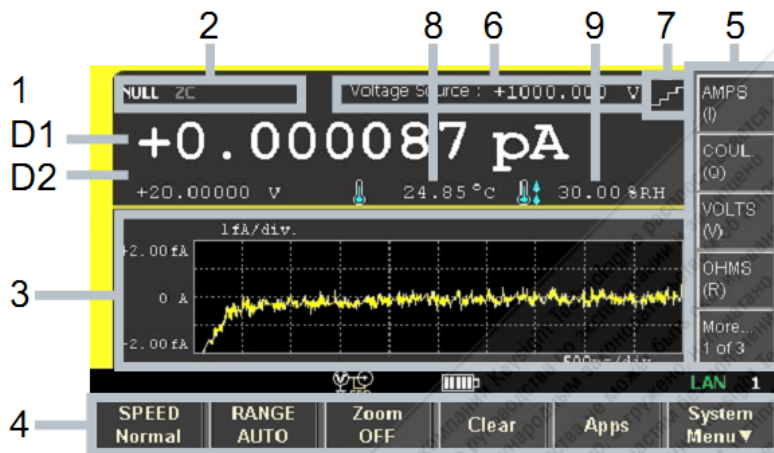 2 8 6 9 7 5
1
NULL ZC
Voltage Source : +1000.000 V
D1
+0.000087 pA
D2
+20.00000 V 24.85°C 30.00%RH
AMPS
(I)
COUL.
(Q)
VOLTS
(V)
OHMS
(R)
More...
1 of 3
3
1fA/div.
+2.00fA
0 A
-2.00fA
500ms/div
LAN 1
4
SPEED
Normal
RANGE
AUTO
Zoom
OFF
Clear
Apps
System
Menu▼